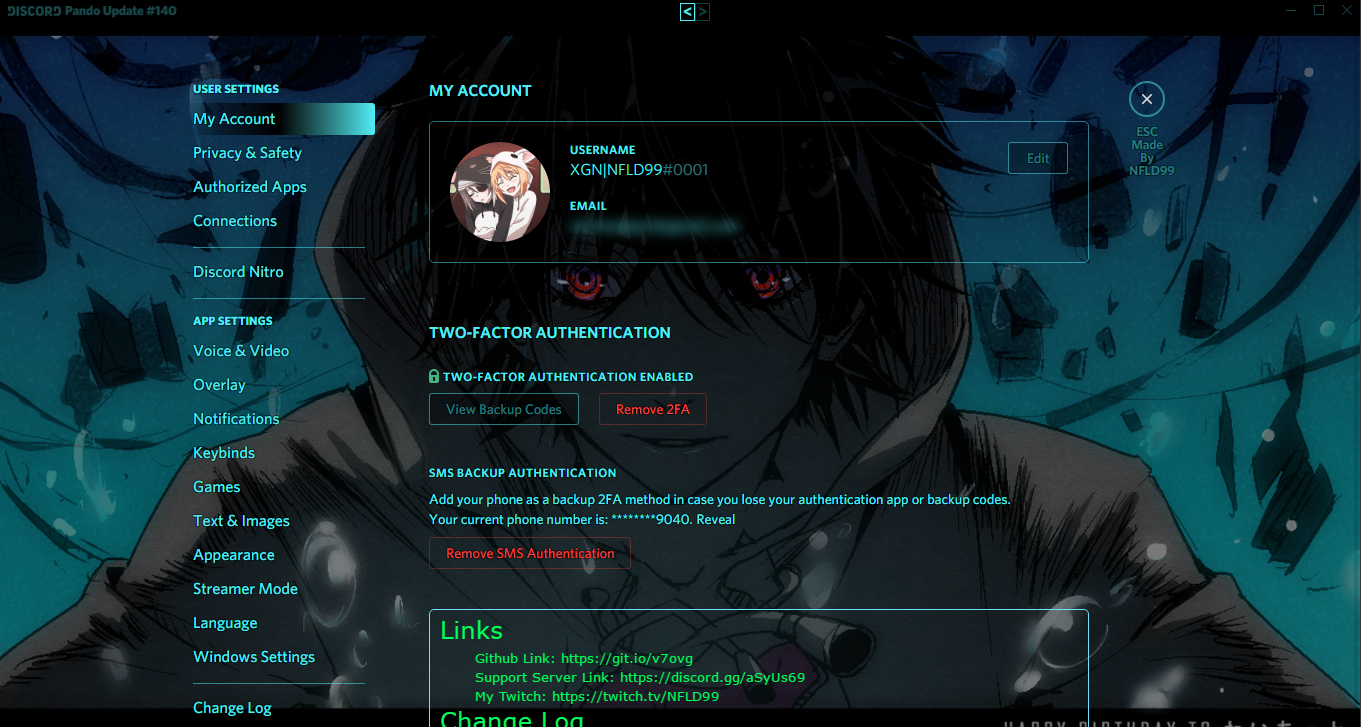 DISCORD Pando Update #140
< >
USER SETTINGS
My Account
Privacy & Safety
Authorized Apps
Connections
Discord Nitro
APP SETTINGS
Voice & Video
Overlay
Notifications
Keybinds
Games
Text & Images
Appearance
Streamer Mode
Language
Windows Settings
Change Log
MY ACCOUNT
USERNAME
XGN|NFLD99#0001
EMAIL
Edit
TWO-FACTOR AUTHENTICATION
TWO-FACTOR AUTHENTICATION ENABLED
View Backup Codes
Remove 2FA
SMS BACKUP AUTHENTICATION
Add your phone as a backup 2FA method in case you lose your authentication app or backup codes.
Your current phone number is: ********9040. Reveal
Remove SMS Authentication
Links
Github Link: https://git.io/v7ovg
Support Server Link: https://discord.gg/aSyUs69
My Twitch: https://twitch.tv/NFLD99
Change Log
ESC
Made
By
NFLD99
HAPPY BIRTHDAY TO